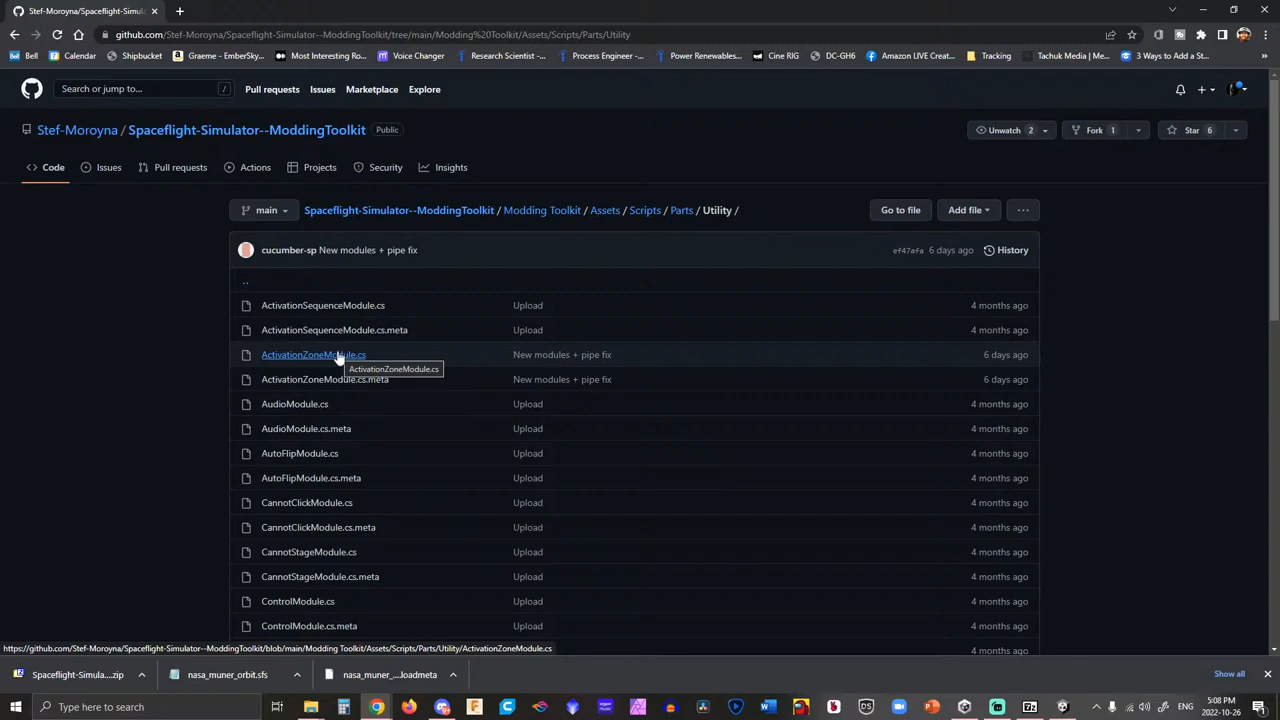 Stef-Moroyna/Spaceflight-Simula
github.com/Stef-Moroyna/Spaceflight-Simulator--ModdingToolkit/tree/main/Modding%20Toolkit/Assets/Scripts/Parts/Utility
Bell
Call
Shipbucket
Graeme - EmberSky...
Most Interesting Ro...
Voice Changer
Research Scientist -...
Process Engineer -...
Power Renewables...
Cine RIG
DC-GH6
Amazon LIVE Creat...
Tracking
Tachuk Media | Me...
3 Ways to Add a St...
Search or jump to...
/
Pull requests
Issues
Marketplace
Explore
Stef-Moroyna / Spaceflight-Simulator--ModdingToolkit
Public
Unwatch 2
Fork 1
Star 6
Code
Issues
Pull requests
Actions
Projects
Security
Insights
main
Spaceflight-Simulator--ModdingToolkit / Modding Toolkit / Assets / Scripts / Parts / Utility /
Go to file
Add file
...
cucumber-sp New modules + pipe fix
ef47afa 6 days ago
History
..
ActivationSequenceModule.cs Upload 4 months ago
ActivationSequenceModule.cs.meta Upload 4 months ago
ActivationZoneModule.cs New modules + pipe fix 6 days ago
ActivationZoneModule.cs
ActivationZoneModule.cs.meta New modules + pipe fix 6 days ago
AudioModule.cs Upload 4 months ago
AudioModule.cs.meta Upload 4 months ago
AutoFlipModule.cs Upload 4 months ago
AutoFlipModule.cs.meta Upload 4 months ago
CannotClickModule.cs Upload 4 months ago
CannotClickModule.cs.meta Upload 4 months ago
CannotStageModule.cs Upload 4 months ago
CannotStageModule.cs.meta Upload 4 months ago
ControlModule.cs Upload 4 months ago
ControlModule.cs.meta Upload 4 months ago
4 months ago
https://github.com/Stef-Moroyna/Spaceflight-Simulator--ModdingToolkit/blob/main/Modding Toolkit/Assets/Scripts/Parts/Utility/ActivationZoneModule.cs
Spaceflight-Simula....zip
nasa_muner_orbit.sfs
nasa_muner_....loadmeta
Show all
Type here to search
ENG
5:08 PM
2022-10-26